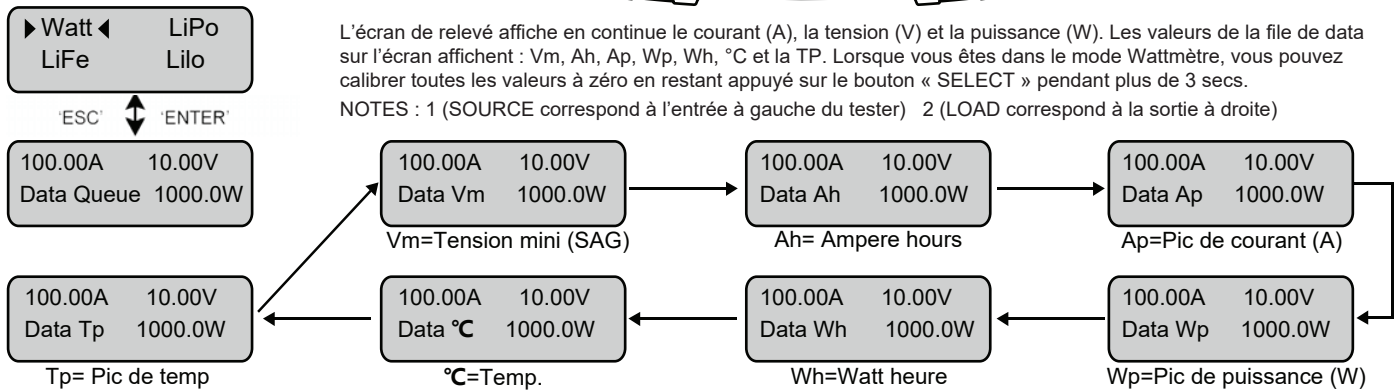 ▶Watt◀ LiPo
LiFe Lilo
'ESC' 'ENTER'
L'écran de relevé affiche en continue le courant (A), la tension (V) et la puissance (W). Les valeurs de la file de data
sur l'écran affichent : Vm, Ah, Ap, Wp, Wh, °C et la TP. Lorsque vous êtes dans le mode Wattmètre, vous pouvez
calibrer toutes les valeurs à zéro en restant appuyé sur le bouton « SELECT » pendant plus de 3 secs.
NOTES : 1 (SOURCE correspond à l'entrée à gauche du tester) 2 (LOAD correspond à la sortie à droite)
100.00A 10.00V
Data Queue 1000.0W
100.00A 10.00V
Data Vm 1000.0W
Vm=Tension mini (SAG)
100.00A 10.00V
Data Ah 1000.0W
Ah= Ampere hours
100.00A 10.00V
Data Ap 1000.0W
Ap=Pic de courant (A)
100.00A 10.00V
Data Tp 1000.0W
Tp= Pic de temp
100.00A 10.00V
Data ℃ 1000.0W
℃=Temp.
100.00A 10.00V
Data Wh 1000.0W
Wh=Watt heure
100.00A 10.00V
Data Wp 1000.0W
Wp=Pic de puissance (W)